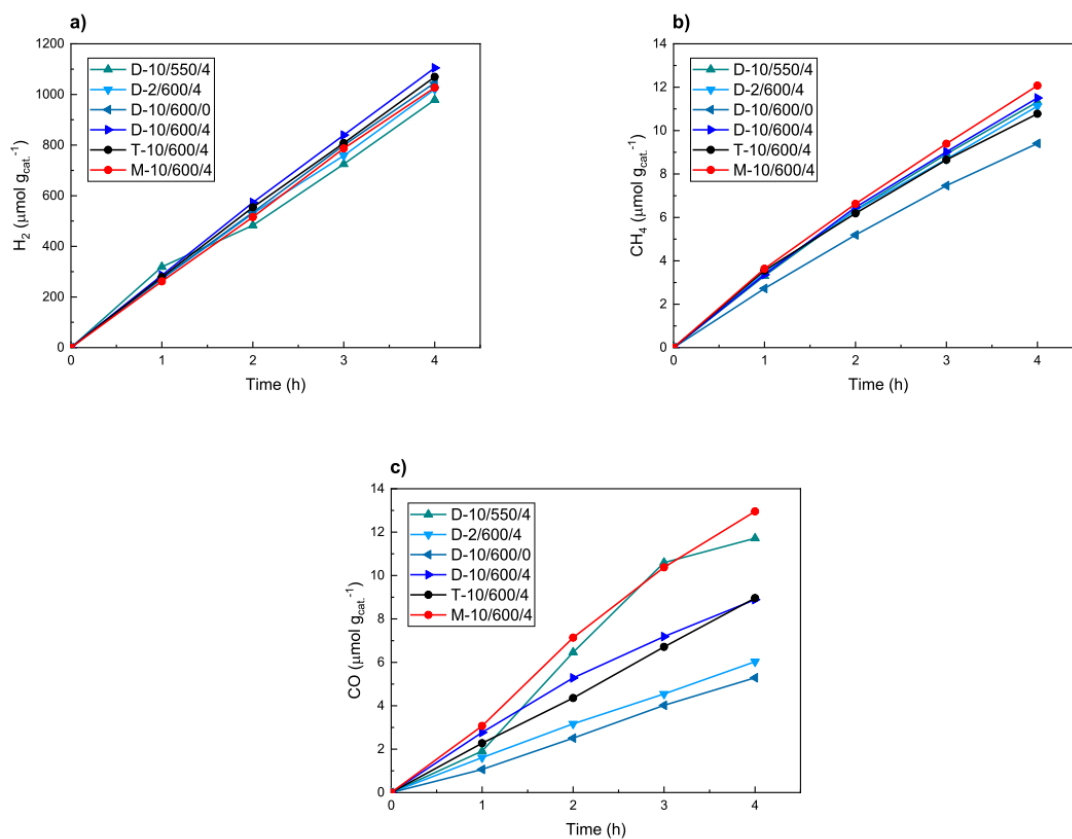 a)
H₂ (μmol g_cat.⁻¹)
1200
1000
800
600
400
200
0
D-10/550/4
D-2/600/4
D-10/600/0
D-10/600/4
T-10/600/4
M-10/600/4
0 1 2 3 4
Time (h)
b)
CH₄ (μmol g_cat.⁻¹)
14
12
10
8
6
4
2
0
D-10/550/4
D-2/600/4
D-10/600/0
D-10/600/4
T-10/600/4
M-10/600/4
0 1 2 3 4
Time (h)
c)
CO (μmol g_cat.⁻¹)
14
12
10
8
6
4
2
0
D-10/550/4
D-2/600/4
D-10/600/0
D-10/600/4
T-10/600/4
M-10/600/4
0 1 2 3 4
Time (h)